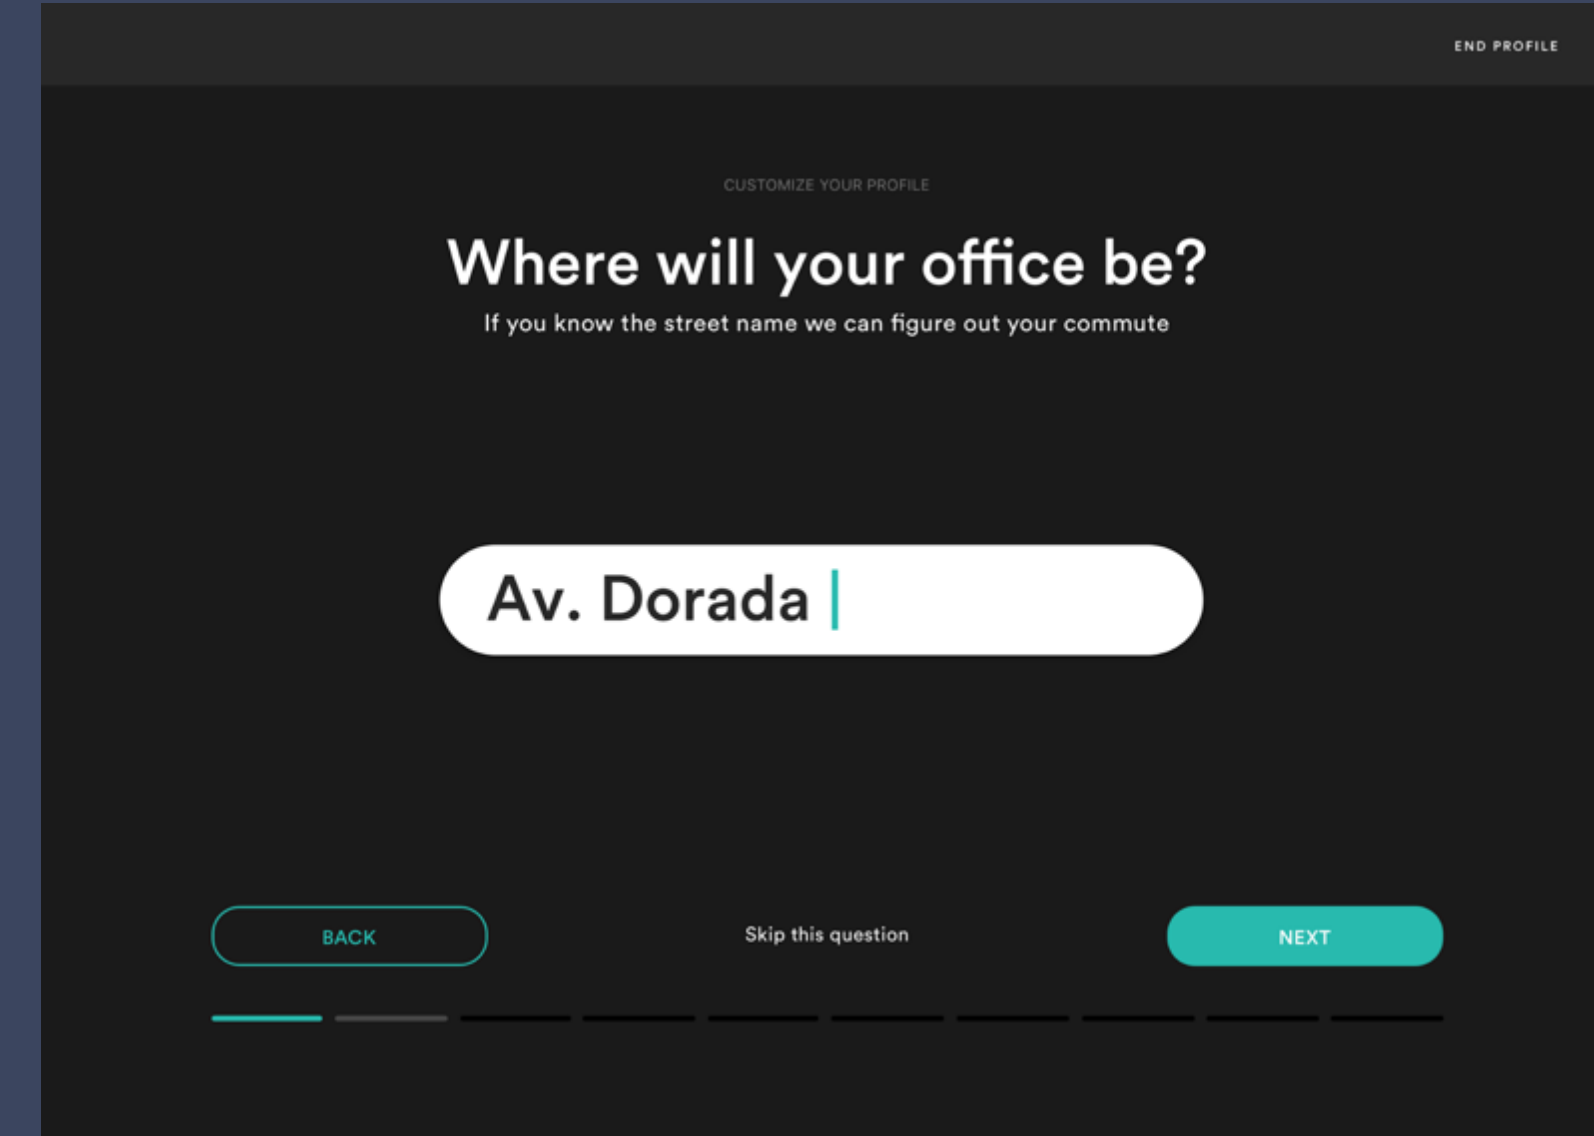 END PROFILE
CUSTOMIZE YOUR PROFILE
Where will your office be?
If you know the street name we can figure out your commute
Av. Dorada
BACK
Skip this question
NEXT